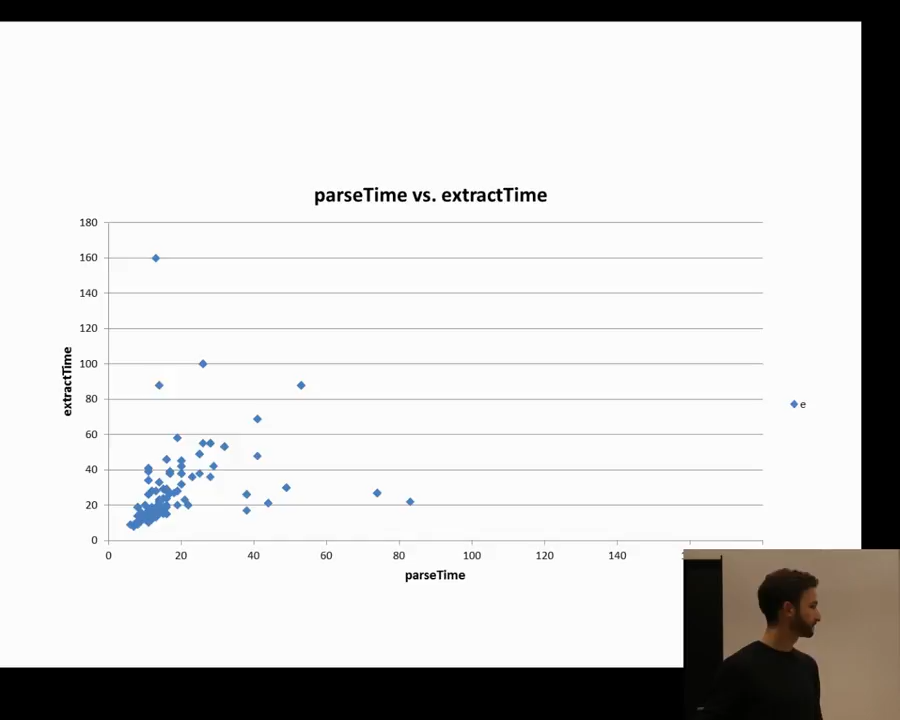 parseTime vs. extractTime
180
160
140
120
100
80
60
40
20
0
extractTime
e
0 20 40 60 80 100 120 140
parseTime